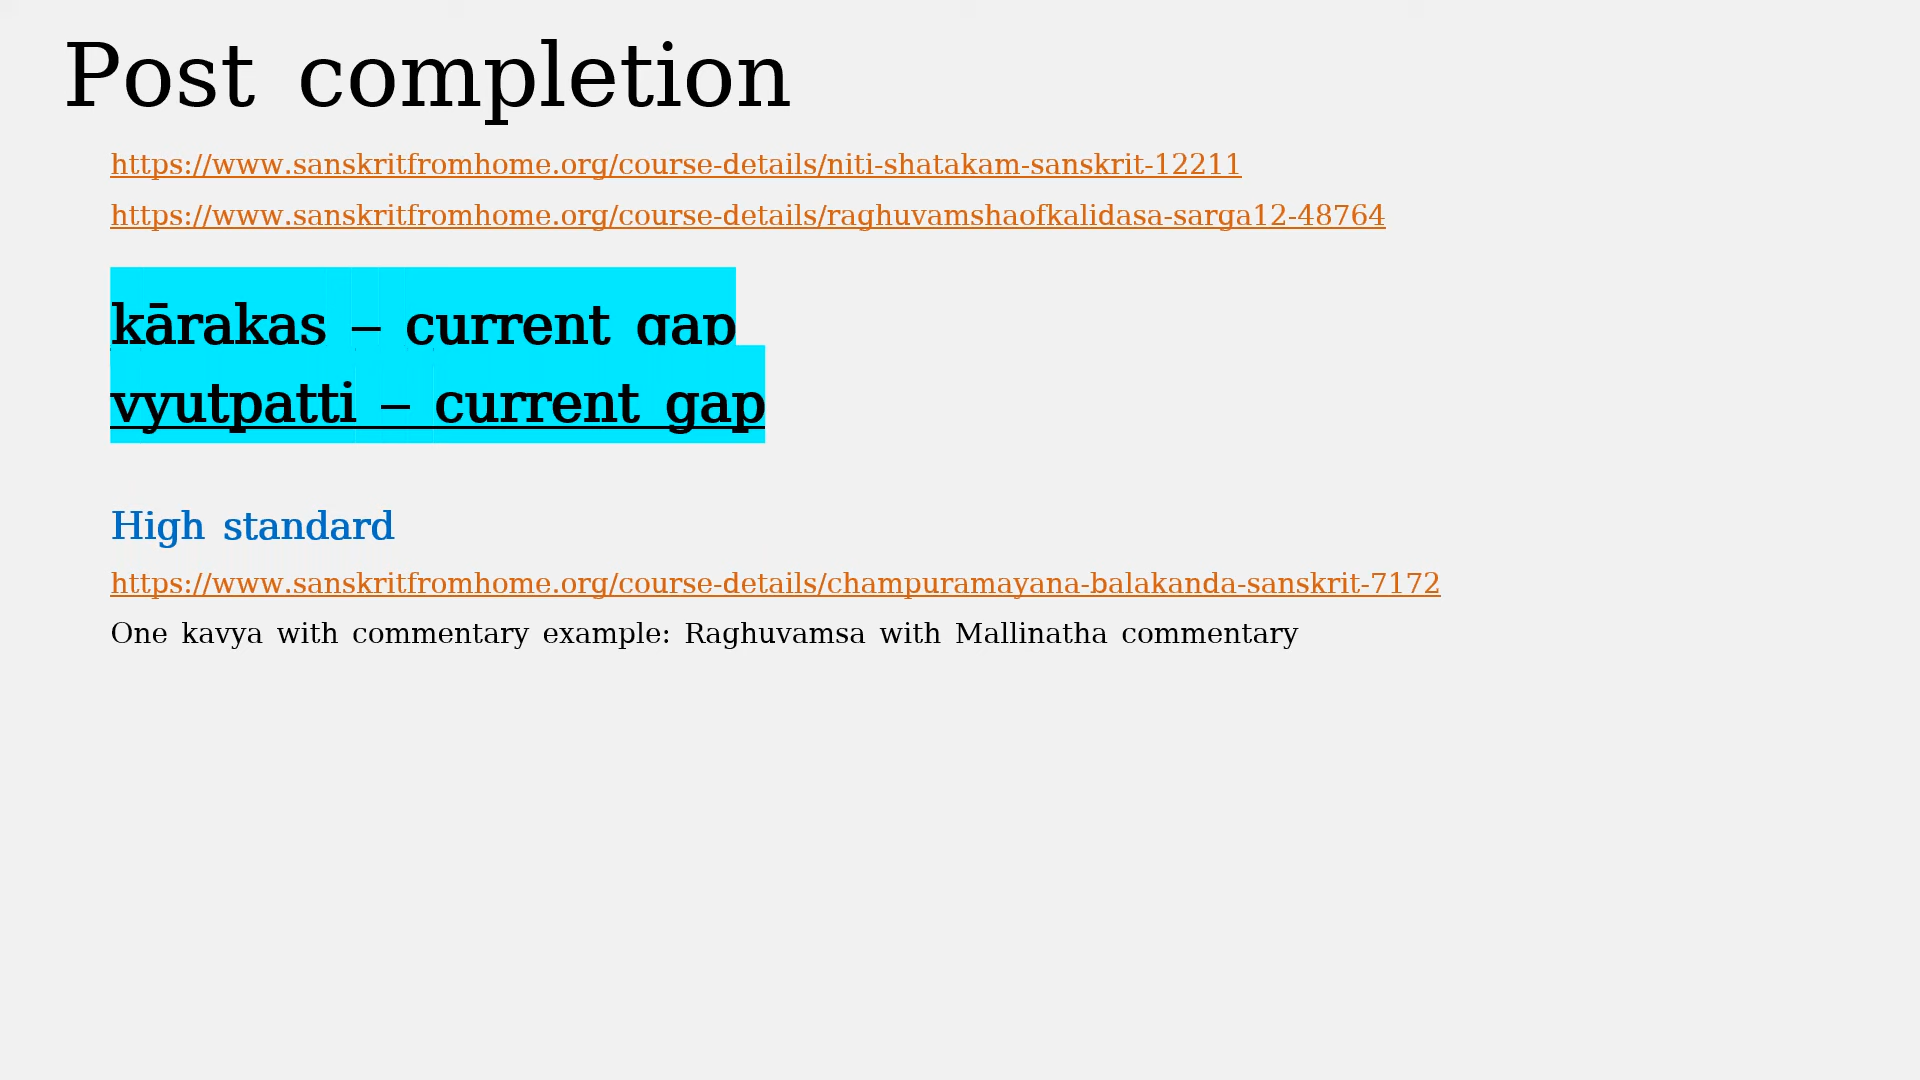 Post completion
https://www.sanskritfromhome.org/course-details/niti-shatakam-sanskrit-12211
https://www.sanskritfromhome.org/course-details/raghuvamshaofkalidasa-sarga12-48764
kārakas – current gap
vyutpatti – current gap
High standard
https://www.sanskritfromhome.org/course-details/champuramayana-balakanda-sanskrit-7172
One kavya with commentary example: Raghuvamsa with Mallinatha commentary